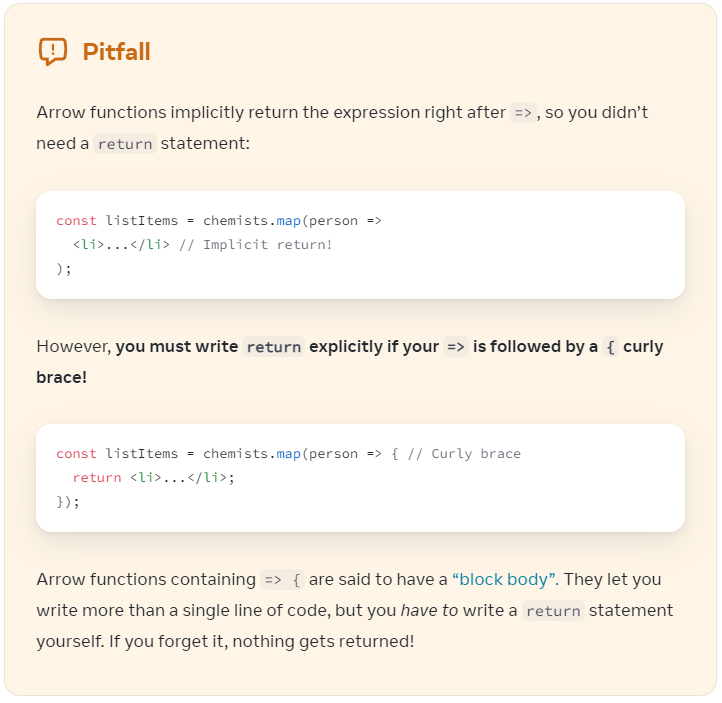 Pitfall
Arrow functions implicitly return the expression right after =>, so you didn’t
need a return statement:
const listItems = chemists.map(person =>
  <li>...</li> // Implicit return!
);
However, you must write return explicitly if your => is followed by a { curly
brace!
const listItems = chemists.map(person => { // Curly brace
  return <li>...</li>;
});
Arrow functions containing => { are said to have a “block body”. They let you
write more than a single line of code, but you have to write a return statement
yourself. If you forget it, nothing gets returned!